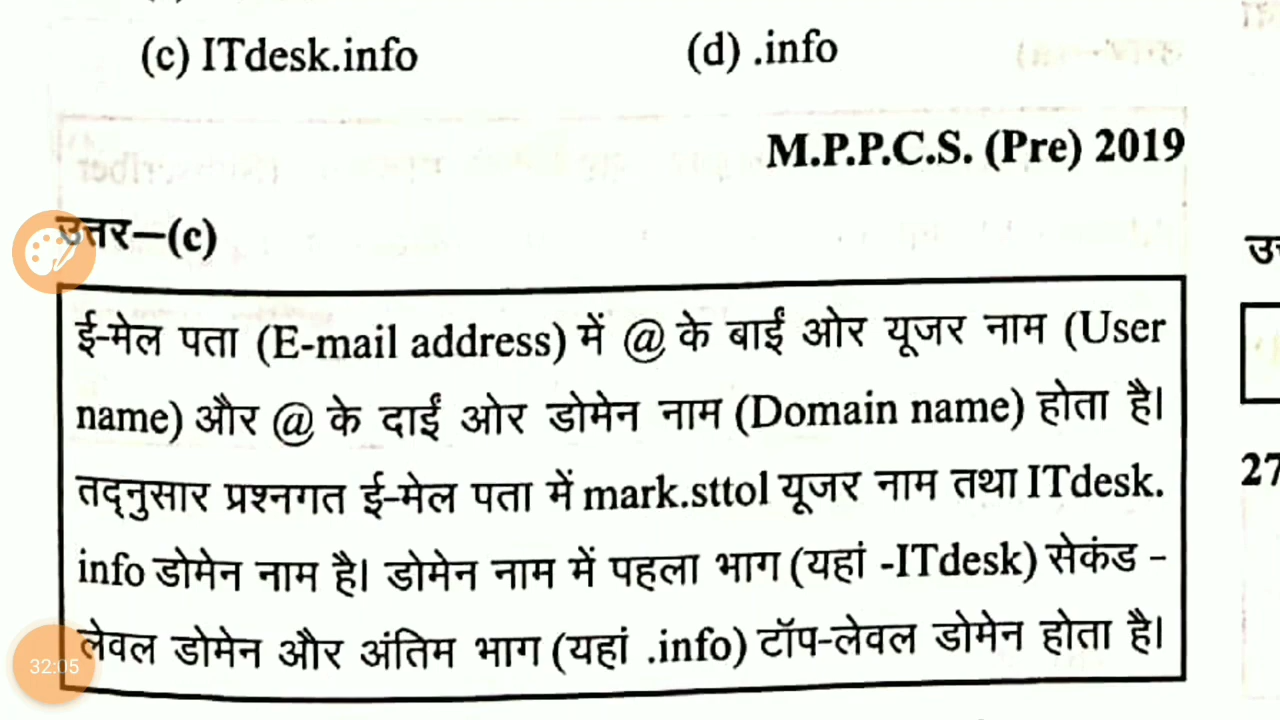 (c) ITdesk.info (d) .info
M.P.P.C.S. (Pre) 2019
उत्तर–(c)
ई-मेल पता (E-mail address) में @ के बाईं ओर यूजर नाम (User
name) और @ के दाईं ओर डोमेन नाम (Domain name) होता है।
तद्नुसार प्रश्नगत ई-मेल पता में mark.sttol यूजर नाम तथा ITdesk.
info डोमेन नाम है। डोमेन नाम में पहला भाग (यहां -ITdesk) सेकंड -
लेवल डोमेन और अंतिम भाग (यहां .info) टॉप-लेवल डोमेन होता है।
27
32:05